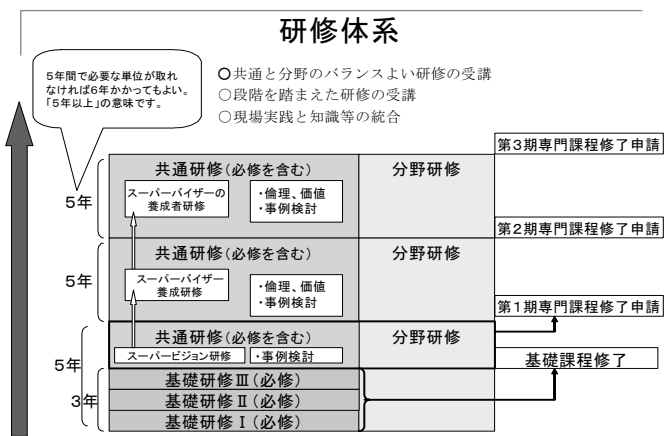 研修体系
5年間で必要な単位が取れ
なければ6年かかってもよい。
「5年以上」の意味です。
○共通と分野のバランスよい研修の受講
○段階を踏まえた研修の受講
○現場実践と知識等の統合
第3期専門課程修了申請
共通研修(必修を含む)
分野研修
スーパーバイザーの
養成者研修
・倫理、価値
・事例検討
5年
第2期専門課程修了申請
共通研修(必修を含む)
分野研修
スーパーバイザー
養成研修
・倫理、価値
・事例検討
5年
第1期専門課程修了申請
共通研修(必修を含む)
分野研修
スーパービジョン研修
・事例検討
基礎課程修了
5年
基礎研修Ⅲ(必修)
3年
基礎研修Ⅱ(必修)
基礎研修Ⅰ(必修)